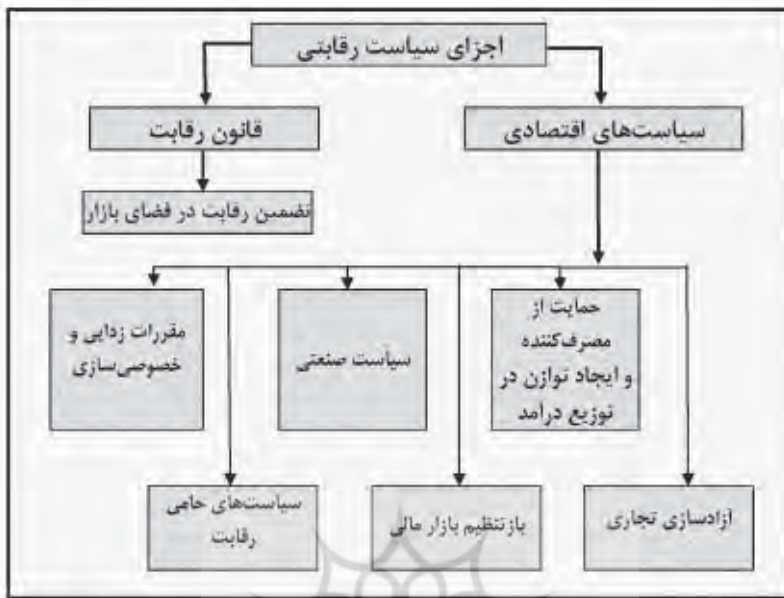 اجزای سیاست رقابتی
سیاست‌های اقتصادی
قانون رقابت
تضمین رقابت در فضای بازار
حمایت از
مصرف‌کننده
و ایجاد توازن در
توزیع درآمد
سیاست صنعتی
مقررات زدایی و
خصوصی‌سازی
آزادسازی تجاری
بازتنظیم بازار مالی
سیاست‌های حامی
رقابت